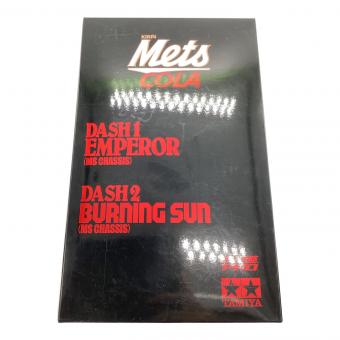 KIRIN
Mets
COLA
DASH 1
EMPEROR
(MS CHASSIS)
DASH 2
BURNING SUN
(MS CHASSIS)
TAMIYA